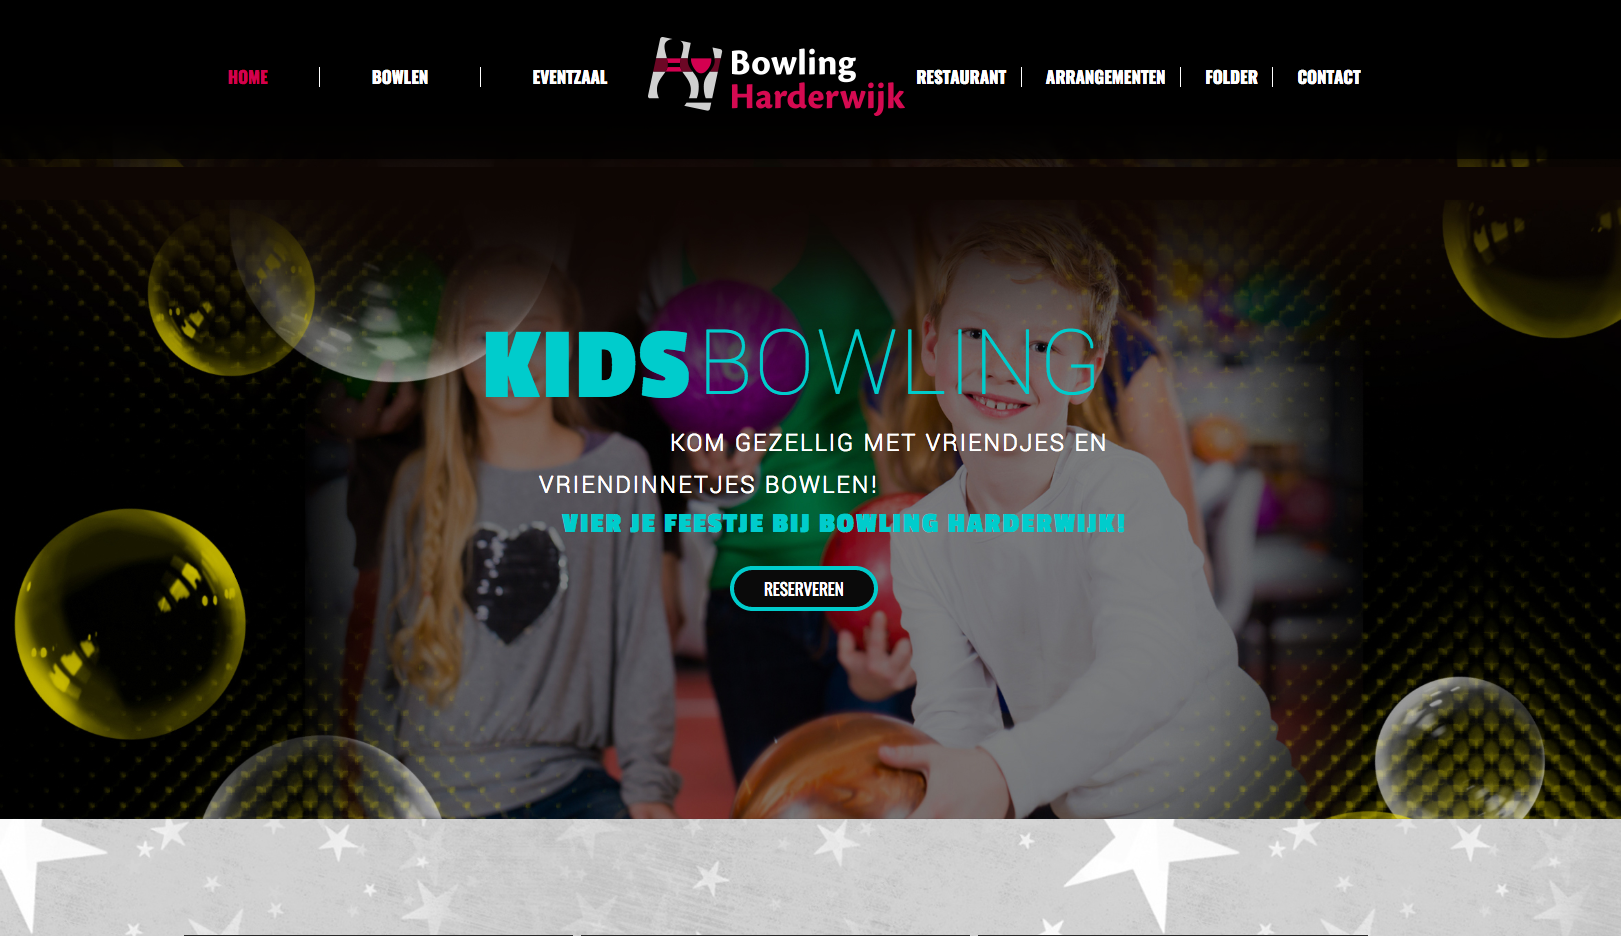 HOME
BOWLEN
EVENTZAAL
Bowling
Harderwijk
RESTAURANT
ARRANGEMENTEN
FOLDER
CONTACT
KIDS BOWLING
KOM GEZELLIG MET VRIENDJES EN
VRIENDINNETJES BOWLEN!
VIER JE FEESTJE BIJ BOWLING HARDERWIJK!
RESERVEREN